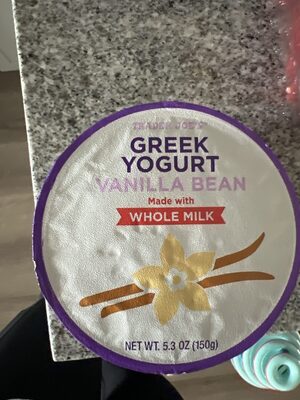 TRADER JOE'S
GREEK
YOGURT
VANILLA BEAN
Made with
WHOLE MILK
NET WT. 5.3 OZ (150g)